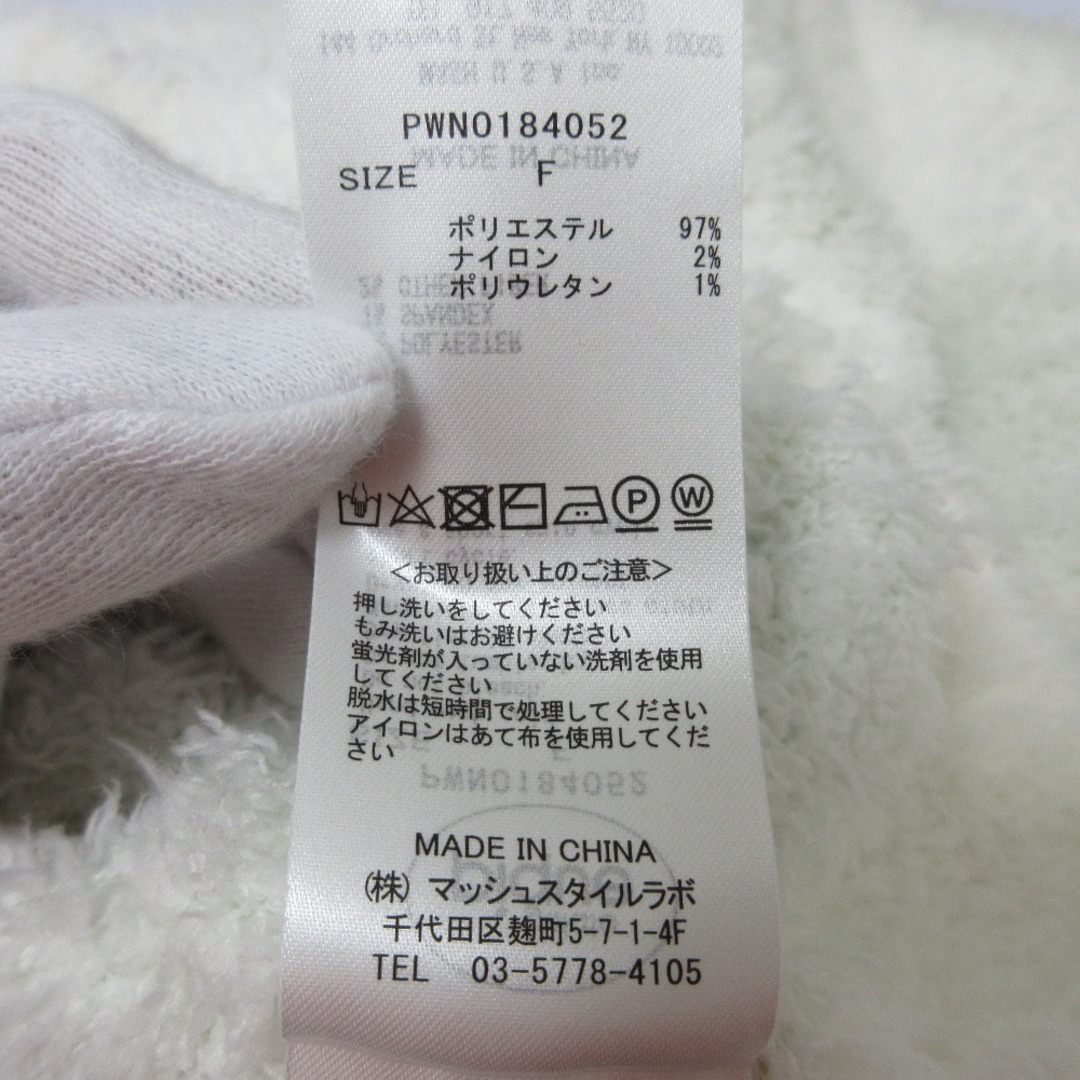 PWNO184052
SIZE F
ポリエステル 97%
ナイロン 2%
ポリウレタン 1%
P W
<お取り扱い上のご注意>
押し洗いをしてください
もみ洗いはお避けください
蛍光剤が入っていない洗剤を使用
してください
脱水は短時間で処理してください
アイロンはあて布を使用してくだ
さい
MADE IN CHINA
(株) マッシュスタイルラボ
千代田区麹町5-7-1-4F
TEL 03-5778-4105